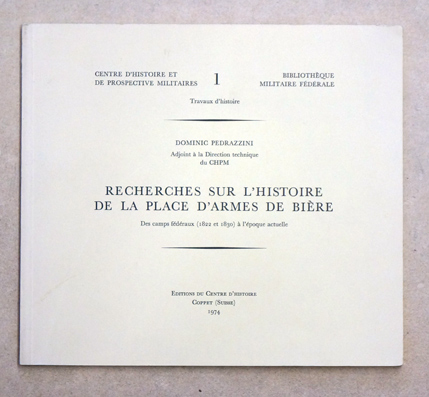 CENTRE D'HISTOIRE ET
DE PROSPECTIVE MILITAIRES
1
BIBLIOTHÈQUE
MILITAIRE FÉDÉRALE
Travaux d'histoire
DOMINIC PEDRAZZINI
Adjoint à la Direction technique
du CHPM
RECHERCHES SUR L'HISTOIRE
DE LA PLACE D'ARMES DE BIÈRE
Des camps fédéraux (1822 et 1830) à l'époque actuelle
EDITIONS DU CENTRE D'HISTOIRE
COPPET (SUISSE)
1974